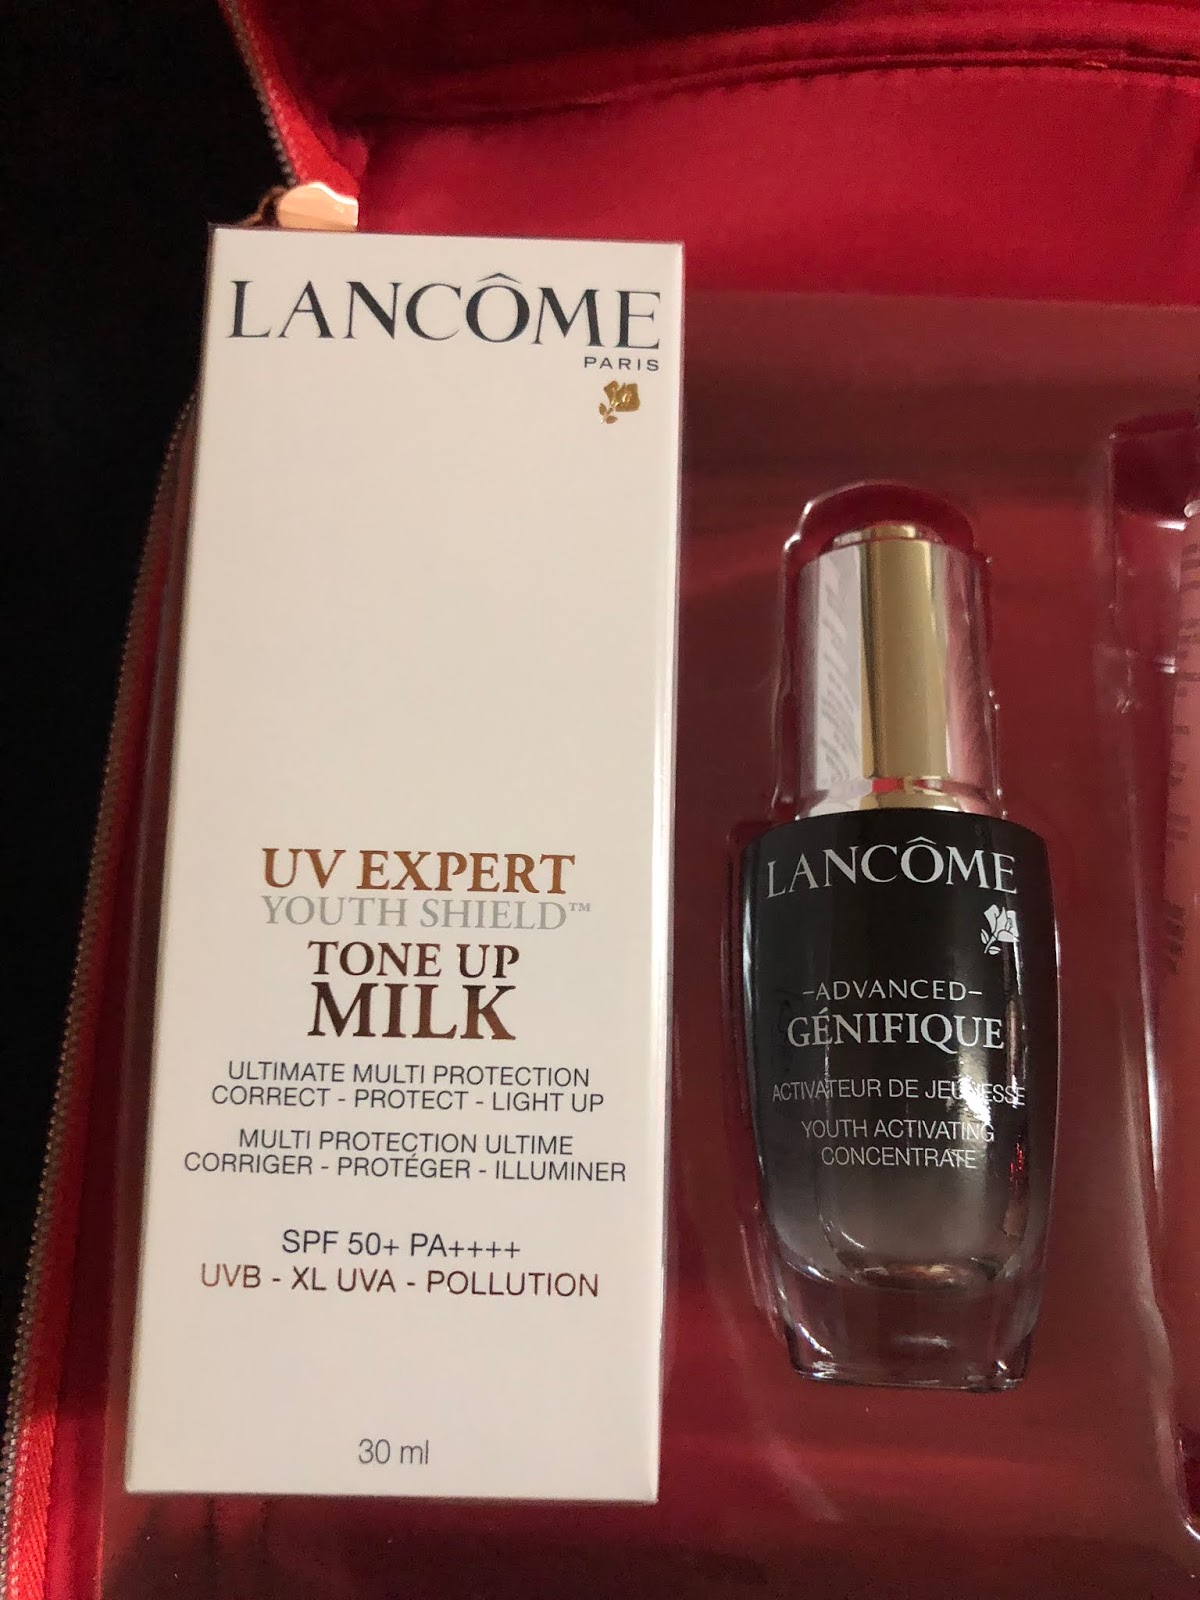 LANCÔME
PARIS
UV EXPERT
YOUTH SHIELD™
TONE UP
MILK
ULTIMATE MULTI PROTECTION
CORRECT - PROTECT - LIGHT UP
MULTI PROTECTION ULTIME
CORRIGER - PROTÉGER - ILLUMINER
SPF 50+ PA++++
UVB - XL UVA - POLLUTION
30 ml
LANCÔME
-ADVANCED-
GÉNIFIQUE
ACTIVATEUR DE JEUNESSE
YOUTH ACTIVATING
CONCENTRATE